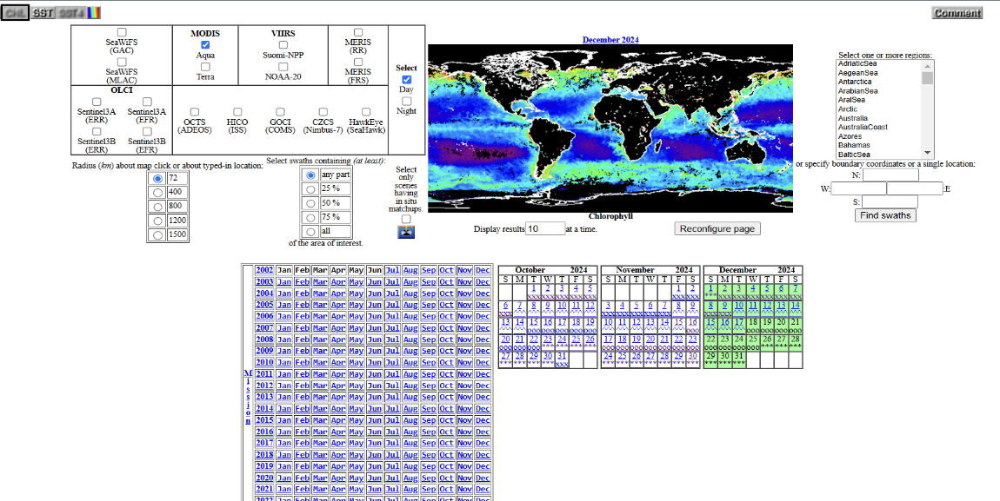 CHL SST SST4
Comment
SeaWiFS
(GAC)
SeaWiFS
(MLAC)
MODIS
Aqua
Terra
VIIRS
Suomi-NPP
NOAA-20
MERIS
(RR)
MERIS
(FRS)
Select
Day
Night
OLCI
Sentinel3A
(ERR)
Sentinel3A
(EFR)
Sentinel3B
(ERR)
Sentinel3B
(EFR)
OCTS
(ADEOS)
HICO
(ISS)
GOCI
(COMS)
CZCS
(Nimbus-7)
HawkEye
(SeaHawk)
Radius (km) about map click or about typed-in location:
72
400
800
1200
1500
Select swaths containing (at least):
any part
25 %
50 %
75 %
all
of the area of interest.
Select
only
scenes
having
in situ
matchups.
December 2024
Chlorophyll
Display results 10 at a time.
Reconfigure page
Select one or more regions:
AdriaticSea
AegeanSea
Antarctica
ArabianSea
AralSea
Arctic
Australia
AustraliaCoast
Azores
Bahamas
BalticSea
or specify boundary coordinates or a single location:
N:
W: :E
S:
Find swaths
Mission
2002 Jan Feb Mar Apr May Jun Jul Aug Sep Oct Nov Dec
2003 Jan Feb Mar Apr May Jun Jul Aug Sep Oct Nov Dec
2004 Jan Feb Mar Apr May Jun Jul Aug Sep Oct Nov Dec
2005 Jan Feb Mar Apr May Jun Jul Aug Sep Oct Nov Dec
2006 Jan Feb Mar Apr May Jun Jul Aug Sep Oct Nov Dec
2007 Jan Feb Mar Apr May Jun Jul Aug Sep Oct Nov Dec
2008 Jan Feb Mar Apr May Jun Jul Aug Sep Oct Nov Dec
2009 Jan Feb Mar Apr May Jun Jul Aug Sep Oct Nov Dec
2010 Jan Feb Mar Apr May Jun Jul Aug Sep Oct Nov Dec
2011 Jan Feb Mar Apr May Jun Jul Aug Sep Oct Nov Dec
2012 Jan Feb Mar Apr May Jun Jul Aug Sep Oct Nov Dec
2013 Jan Feb Mar Apr May Jun Jul Aug Sep Oct Nov Dec
2014 Jan Feb Mar Apr May Jun Jul Aug Sep Oct Nov Dec
2015 Jan Feb Mar Apr May Jun Jul Aug Sep Oct Nov Dec
2016 Jan Feb Mar Apr May Jun Jul Aug Sep Oct Nov Dec
2017 Jan Feb Mar Apr May Jun Jul Aug Sep Oct Nov Dec
2018 Jan Feb Mar Apr May Jun Jul Aug Sep Oct Nov Dec
2019 Jan Feb Mar Apr May Jun Jul Aug Sep Oct Nov Dec
2020 Jan Feb Mar Apr May Jun Jul Aug Sep Oct Nov Dec
2021 Jan Feb Mar Apr May Jun Jul Aug Sep Oct Nov Dec
2022 Jan Feb Mar Apr May Jun Jul Aug Sep Oct Nov Dec
October 2024
S M T W T F S
1 2 3 4 5
6 7 8 9 10 11 12
13 14 15 16 17 18 19
20 21 22 23 24 25 26
27 28 29 30 31
November 2024
S M T W T F S
1 2
3 4 5 6 7 8 9
10 11 12 13 14 15 16
17 18 19 20 21 22 23
24 25 26 27 28 29 30
December 2024
S M T W T F S
1 2 3 4 5 6 7
8 9 10 11 12 13 14
15 16 17 18 19 20 21
22 23 24 25 26 27 28
29 30 31